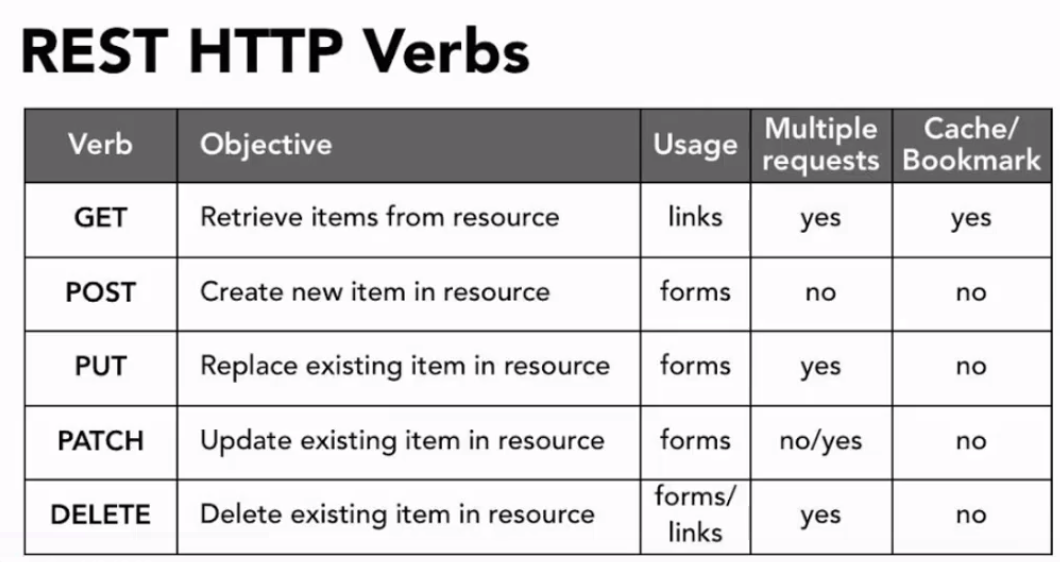 REST HTTP Verbs
Verb Objective Usage Multiple requests Cache/ Bookmark
GET Retrieve items from resource links yes yes
POST Create new item in resource forms no no
PUT Replace existing item in resource forms yes no
PATCH Update existing item in resource forms no/yes no
DELETE Delete existing item in resource forms/ links yes no